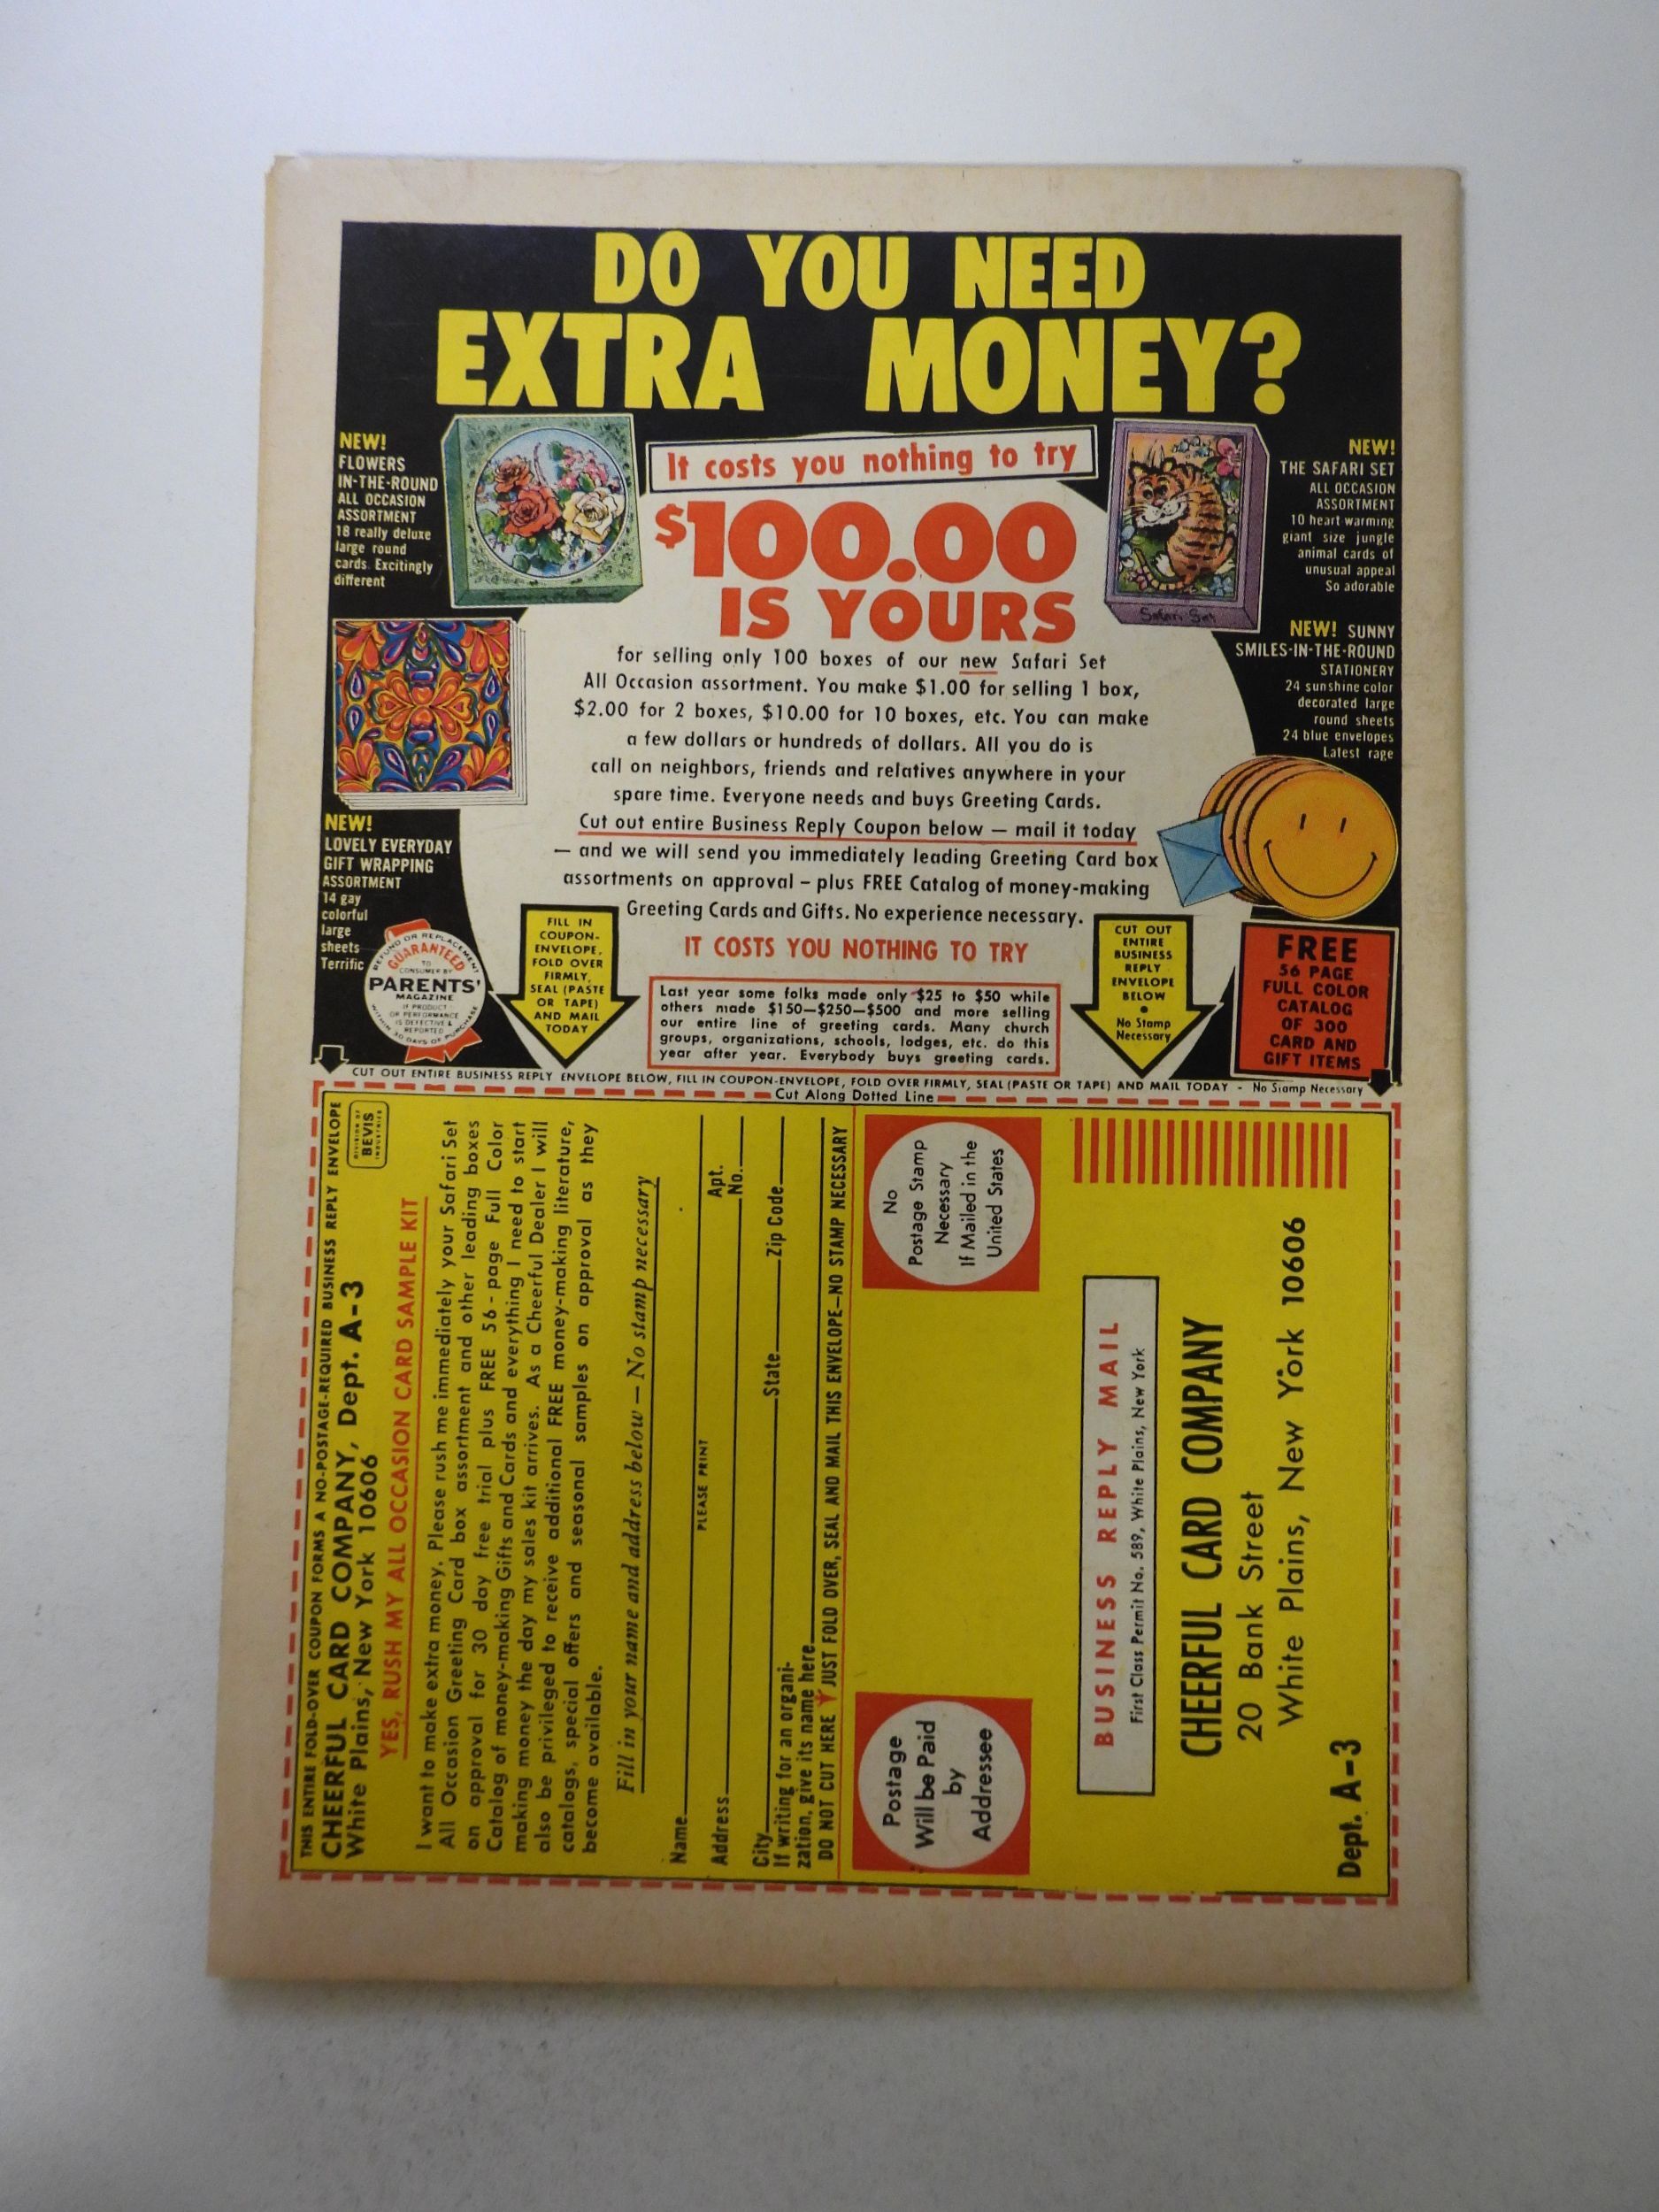 DO YOU NEED
EXTRA MONEY?
NEW!
FLOWERS
IN-THE-ROUND
ALL OCCASION
ASSORTMENT
18 really deluxe
large round
cards. Excitingly
different
It costs you nothing to try
$100.00
IS YOURS
Safari Set
NEW!
THE SAFARI SET
ALL OCCASION
ASSORTMENT
10 heart warming
giant size jungle
animal cards of
unusual appeal
So adorable
for selling only 100 boxes of our new Safari Set
All Occasion assortment. You make $1.00 for selling 1 box,
$2.00 for 2 boxes, $10.00 for 10 boxes, etc. You can make
a few dollars or hundreds of dollars. All you do is
call on neighbors, friends and relatives anywhere in your
spare time. Everyone needs and buys Greeting Cards.
Cut out entire Business Reply Coupon below — mail it today
— and we will send you immediately leading Greeting Card box
assortments on approval – plus FREE Catalog of money-making
Greeting Cards and Gifts. No experience necessary.
IT COSTS YOU NOTHING TO TRY
NEW! SUNNY
SMILES-IN-THE-ROUND
STATIONERY
24 sunshine color
decorated large
round sheets
24 blue envelopes
Latest rage
NEW!
LOVELY EVERYDAY
GIFT WRAPPING
ASSORTMENT
14 gay
colorful
large
sheets
Terrific
REFUND OR REPLACEMENT
GUARANTEED
TO
CONSUMER BY
PARENTS'
MAGAZINE
IF PRODUCT
OR PERFORMANCE
IS DEFECTIVE &
REPORTED
WITHIN 30 DAYS OF PURCHASE
FILL IN
COUPON-
ENVELOPE,
FOLD OVER
FIRMLY,
SEAL (PASTE
OR TAPE)
AND MAIL
TODAY
Last year some folks made only $25 to $50 while
others made $150—$250—$500 and more selling
our entire line of greeting cards. Many church
groups, organizations, schools, lodges, etc. do this
year after year. Everybody buys greeting cards.
CUT OUT
ENTIRE
BUSINESS
REPLY
ENVELOPE
BELOW
•
No Stamp
Necessary
FREE
56 PAGE
FULL COLOR
CATALOG
OF 300
CARD AND
GIFT ITEMS
CUT OUT ENTIRE BUSINESS REPLY ENVELOPE BELOW, FILL IN COUPON-ENVELOPE, FOLD OVER FIRMLY, SEAL (PASTE OR TAPE) AND MAIL TODAY - No Stamp Necessary
Cut Along Dotted Line
THIS ENTIRE FOLD-OVER COUPON FORMS A NO-POSTAGE-REQUIRED BUSINESS REPLY ENVELOPE
CHEERFUL CARD COMPANY, Dept. A-3
White Plains, New York 10606
DIVISION OF
BEVIS
INDUSTRIES
YES, RUSH MY ALL OCCASION CARD SAMPLE KIT
I want to make extra money. Please rush me immediately your Safari Set
All Occasion Greeting Card box assortment and other leading boxes
on approval for 30 day free trial plus FREE 56-page Full Color
Catalog of money-making Gifts and Cards and everything I need to start
making money the day my sales kit arrives. As a Cheerful Dealer I will
also be privileged to receive additional FREE money-making literature,
catalogs, special offers and seasonal samples on approval as they
become available.
Fill in your name and address below — No stamp necessary
Name
PLEASE PRINT
Address
Apt.
No.
City
State
Zip Code
If writing for an organi-
zation, give its name here
DO NOT CUT HERE JUST FOLD OVER, SEAL AND MAIL THIS ENVELOPE—NO STAMP NECESSARY
Postage
Will be Paid
by
Addressee
No
Postage Stamp
Necessary
If Mailed in the
United States
BUSINESS REPLY MAIL
First Class Permit No. 589, White Plains, New York
CHEERFUL CARD COMPANY
20 Bank Street
White Plains, New York 10606
Dept. A-3